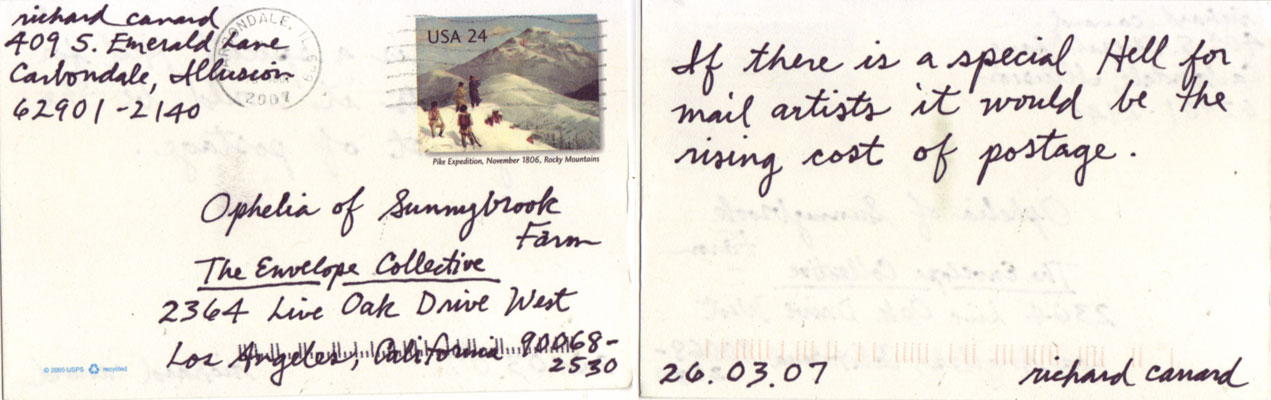 richard canard
409 S. Emerald Lane
Carbondale, Illusion
62901-2140
2007
USA 24
Pike Expedition, November 1806, Rocky Mountains
Ophelia of Sunnybrook
Farm
The Envelope Collective
2364 Live Oak Drive West
Los Angeles, California 90068-
2530
© 2005 USPS recycled
If there is a special Hell for
mail artists it would be the
rising cost of postage.
26.03.07 richard canard